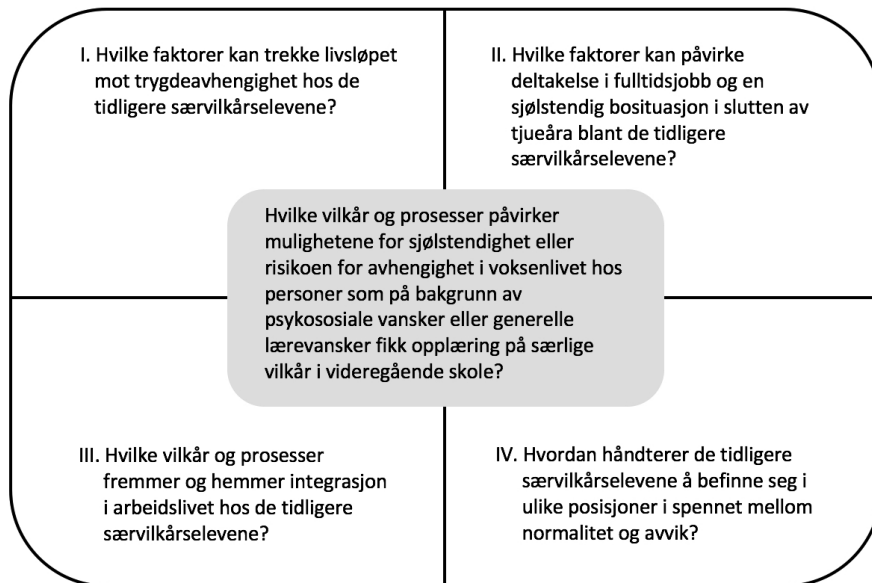 I. Hvilke faktorer kan trekke livsløpet
mot trygdeavhengighet hos de
tidligere særvilkårselevene?
II. Hvilke faktorer kan påvirke
deltakelse i fulltidsjobb og en
sjølstendig bosituasjon i slutten av
tjueåra blant de tidligere
særvilkårselevene?
Hvilke vilkår og prosesser påvirker
mulighetene for sjølstendighet eller
risikoen for avhengighet i voksenlivet hos
personer som på bakgrunn av
psykososiale vansker eller generelle
lærevansker fikk opplæring på særlige
vilkår i videregående skole?
III. Hvilke vilkår og prosesser
fremmer og hemmer integrasjon
i arbeidslivet hos de tidligere
særvilkårselevene?
IV. Hvordan håndterer de tidligere
særvilkårselevene å befinne seg i
ulike posisjoner i spennet mellom
normalitet og avvik?